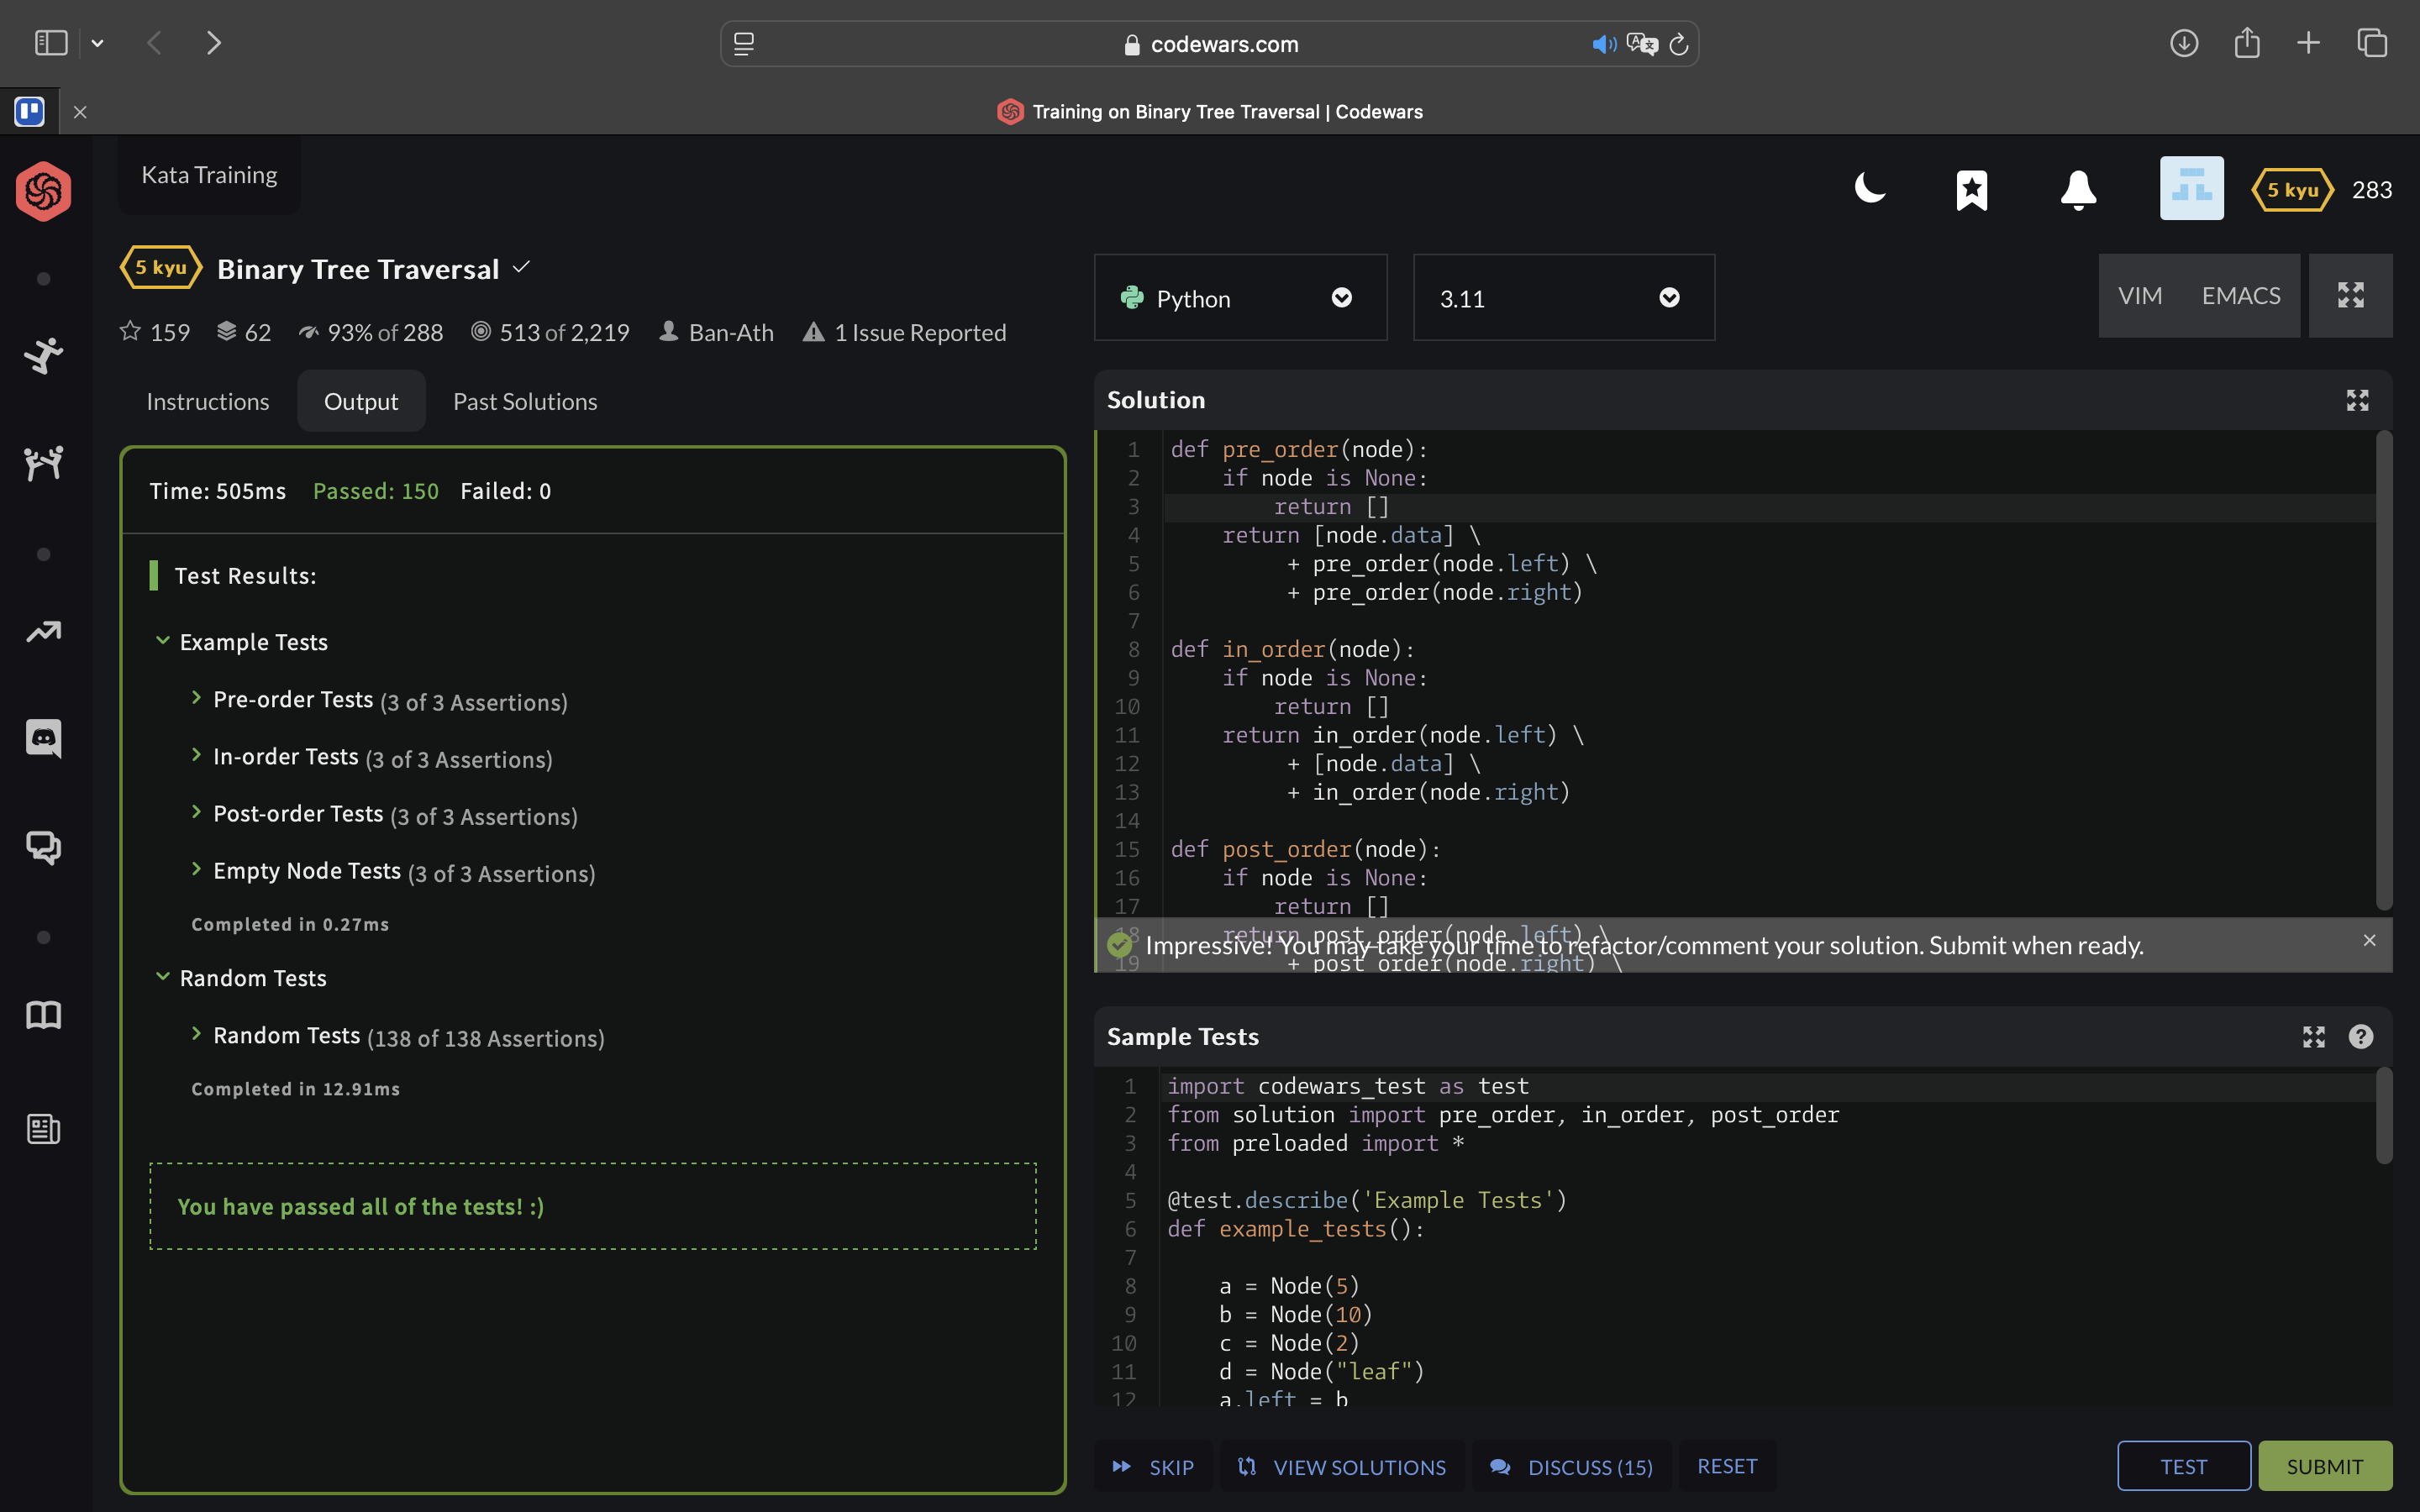 codewars.com
Training on Binary Tree Traversal | Codewars
Kata Training
5 kyu 283
5 kyu Binary Tree Traversal
159 62 93% of 288 513 of 2,219 Ban-Ath 1 Issue Reported
Instructions Output Past Solutions
Time: 505ms Passed: 150 Failed: 0
Test Results:
Example Tests
Pre-order Tests (3 of 3 Assertions)
In-order Tests (3 of 3 Assertions)
Post-order Tests (3 of 3 Assertions)
Empty Node Tests (3 of 3 Assertions)
Completed in 0.27ms
Random Tests
Random Tests (138 of 138 Assertions)
Completed in 12.91ms
You have passed all of the tests! :)
Python 3.11 VIM EMACS
Solution
1 def pre_order(node):
2     if node is None:
3         return []
4     return [node.data] \
5          + pre_order(node.left) \
6          + pre_order(node.right)
7
8 def in_order(node):
9     if node is None:
10         return []
11     return in_order(node.left) \
12          + [node.data] \
13          + in_order(node.right)
14
15 def post_order(node):
16     if node is None:
17         return []
18     return post_order(node.left) \
19          + post_order(node.right) \
Impressive! You may take your time to refactor/comment your solution. Submit when ready.
Sample Tests
1 import codewars_test as test
2 from solution import pre_order, in_order, post_order
3 from preloaded import *
4
5 @test.describe('Example Tests')
6 def example_tests():
7
8     a = Node(5)
9     b = Node(10)
10     c = Node(2)
11     d = Node("leaf")
12     a.left = b
SKIP VIEW SOLUTIONS DISCUSS (15) RESET TEST SUBMIT